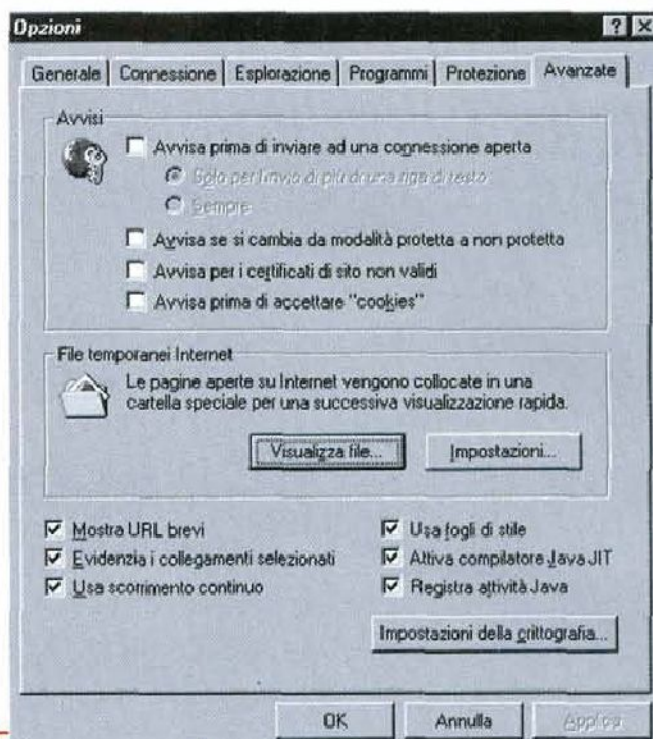 Opzioni
Generale Connessione Esplorazione Programmi Protezione Avanzate
Avvisi
Avvisa prima di inviare ad una connessione aperta
Solo per l'invio di più di una riga di testo
Sempre
Avvisa se si cambia da modalità protetta a non protetta
Avvisa per i certificati di sito non validi
Avvisa prima di accettare "cookies"
File temporanei Internet
Le pagine aperte su Internet vengono collocate in una
cartella speciale per una successiva visualizzazione rapida.
Visualizza file... Impostazioni...
Mostra URL brevi Usa fogli di stile
Evidenzia i collegamenti selezionati Attiva compilatore Java JIT
Usa scorrimento continuo Registra attività Java
Impostazioni della crittografia...
OK Annulla Applica